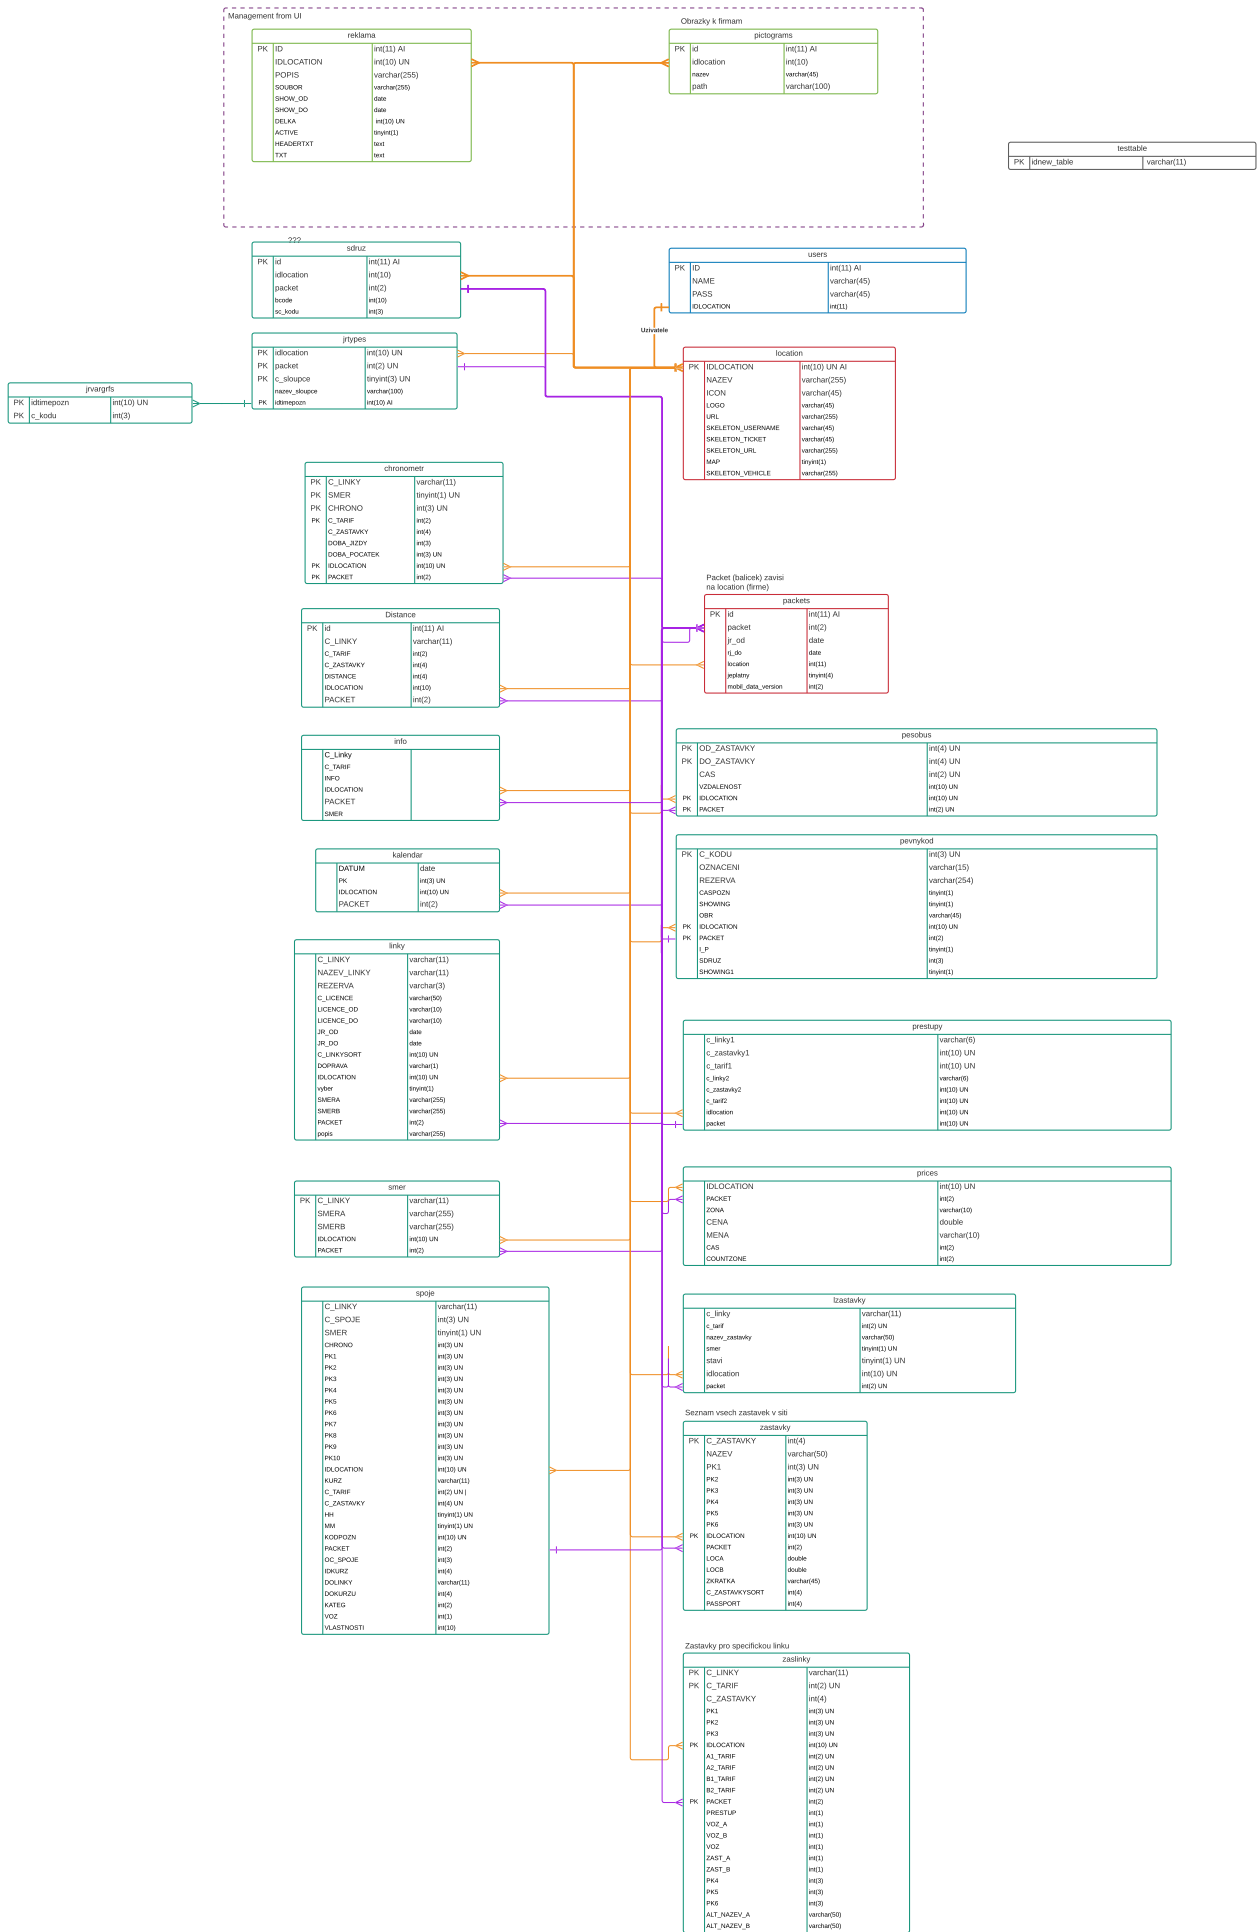 Management from UI
Obrazky k firmam
reklama
PK ID int(11) AI
IDLOCATION int(10) UN
POPIS varchar(255)
SOUBOR varchar(255)
SHOW_OD date
SHOW_DO date
DELKA int(10) UN
ACTIVE tinyint(1)
HEADERTXT text
TXT text
pictograms
PK id int(11) AI
idlocation int(10)
nazev varchar(45)
path varchar(100)
testtable
PK idnew_table varchar(11)
???
sdruz
PK id int(11) AI
idlocation int(10)
packet int(2)
bcode int(10)
sc_kodu int(3)
users
PK ID int(11) AI
NAME varchar(45)
PASS varchar(45)
IDLOCATION int(11)
Uzivatele
jrtypes
PK idlocation int(10) UN
PK packet int(2) UN
PK c_sloupce tinyint(3) UN
nazev_sloupce varchar(100)
PK idtimepozn int(10) AI
location
PK IDLOCATION int(10) UN AI
NAZEV varchar(255)
ICON varchar(45)
LOGO varchar(45)
URL varchar(255)
SKELETON_USERNAME varchar(45)
SKELETON_TICKET varchar(45)
SKELETON_URL varchar(255)
MAP tinyint(1)
SKELETON_VEHICLE varchar(255)
jrvargrfs
PK idtimepozn int(10) UN
PK c_kodu int(3)
chronometr
PK C_LINKY varchar(11)
PK SMER tinyint(1) UN
PK CHRONO int(3) UN
PK C_TARIF int(2)
C_ZASTAVKY int(4)
DOBA_JIZDY int(3)
DOBA_POCATEK int(3) UN
PK IDLOCATION int(10) UN
PK PACKET int(2)
Packet (balicek) zavisi
na location (firme)
packets
PK id int(11) AI
packet int(2)
jr_od date
rj_do date
location int(11)
jeplatny tinyint(4)
mobil_data_version int(2)
Distance
PK id int(11) AI
C_LINKY varchar(11)
C_TARIF int(2)
C_ZASTAVKY int(4)
DISTANCE int(4)
IDLOCATION int(10)
PACKET int(2)
info
C_Linky
C_TARIF
INFO
IDLOCATION
PACKET
SMER
pesobus
PK OD_ZASTAVKY int(4) UN
PK DO_ZASTAVKY int(4) UN
CAS int(2) UN
VZDALENOST int(10) UN
PK IDLOCATION int(10) UN
PK PACKET int(2) UN
kalendar
DATUM date
PK int(3) UN
IDLOCATION int(10) UN
PACKET int(2)
pevnykod
PK C_KODU int(3) UN
OZNACENI varchar(15)
REZERVA varchar(254)
CASPOZN tinyint(1)
SHOWING tinyint(1)
OBR varchar(45)
PK IDLOCATION int(10) UN
PK PACKET int(2)
I_P tinyint(1)
SDRUZ int(3)
SHOWING1 tinyint(1)
linky
C_LINKY varchar(11)
NAZEV_LINKY varchar(11)
REZERVA varchar(3)
C_LICENCE varchar(50)
LICENCE_OD varchar(10)
LICENCE_DO varchar(10)
JR_OD date
JR_DO date
C_LINKYSORT int(10) UN
DOPRAVA varchar(1)
IDLOCATION int(10) UN
vyber tinyint(1)
SMERA varchar(255)
SMERB varchar(255)
PACKET int(2)
popis varchar(255)
prestupy
c_linky1 varchar(6)
c_zastavky1 int(10) UN
c_tarif1 int(10) UN
c_linky2 varchar(6)
c_zastavky2 int(10) UN
c_tarif2 int(10) UN
idlocation int(10) UN
packet int(10) UN
smer
PK C_LINKY varchar(11)
SMERA varchar(255)
SMERB varchar(255)
IDLOCATION int(10) UN
PACKET int(2)
prices
IDLOCATION int(10) UN
PACKET int(2)
ZONA varchar(10)
CENA double
MENA varchar(10)
CAS int(2)
COUNTZONE int(2)
spoje
C_LINKY varchar(11)
C_SPOJE int(3) UN
SMER tinyint(1) UN
CHRONO int(3) UN
PK1 int(3) UN
PK2 int(3) UN
PK3 int(3) UN
PK4 int(3) UN
PK5 int(3) UN
PK6 int(3) UN
PK7 int(3) UN
PK8 int(3) UN
PK9 int(3) UN
PK10 int(3) UN
IDLOCATION int(10) UN
KURZ varchar(11)
C_TARIF int(2) UN |
C_ZASTAVKY int(4) UN
HH tinyint(1) UN
MM tinyint(1) UN
KODPOZN int(10) UN
PACKET int(2)
OC_SPOJE int(3)
IDKURZ int(4)
DOLINKY varchar(11)
DOKURZU int(4)
KATEG int(2)
VOZ int(1)
VLASTNOSTI int(10)
lzastavky
c_linky varchar(11)
c_tarif int(2) UN
nazev_zastavky varchar(50)
smer tinyint(1) UN
stavi tinyint(1) UN
idlocation int(10) UN
packet int(2) UN
Seznam vsech zastavek v siti
zastavky
PK C_ZASTAVKY int(4)
NAZEV varchar(50)
PK1 int(3) UN
PK2 int(3) UN
PK3 int(3) UN
PK4 int(3) UN
PK5 int(3) UN
PK6 int(3) UN
PK IDLOCATION int(10) UN
PACKET int(2)
LOCA double
LOCB double
ZKRATKA varchar(45)
C_ZASTAVKYSORT int(4)
PASSPORT int(4)
Zastavky pro specifickou linku
zaslinky
PK C_LINKY varchar(11)
PK C_TARIF int(2) UN
C_ZASTAVKY int(4)
PK1 int(3) UN
PK2 int(3) UN
PK3 int(3) UN
PK IDLOCATION int(10) UN
A1_TARIF int(2) UN
A2_TARIF int(2) UN
B1_TARIF int(2) UN
B2_TARIF int(2) UN
PK PACKET int(2)
PRESTUP int(1)
VOZ_A int(1)
VOZ_B int(1)
VOZ int(1)
ZAST_A int(1)
ZAST_B int(1)
PK4 int(3)
PK5 int(3)
PK6 int(3)
ALT_NAZEV_A varchar(50)
ALT_NAZEV_B varchar(50)